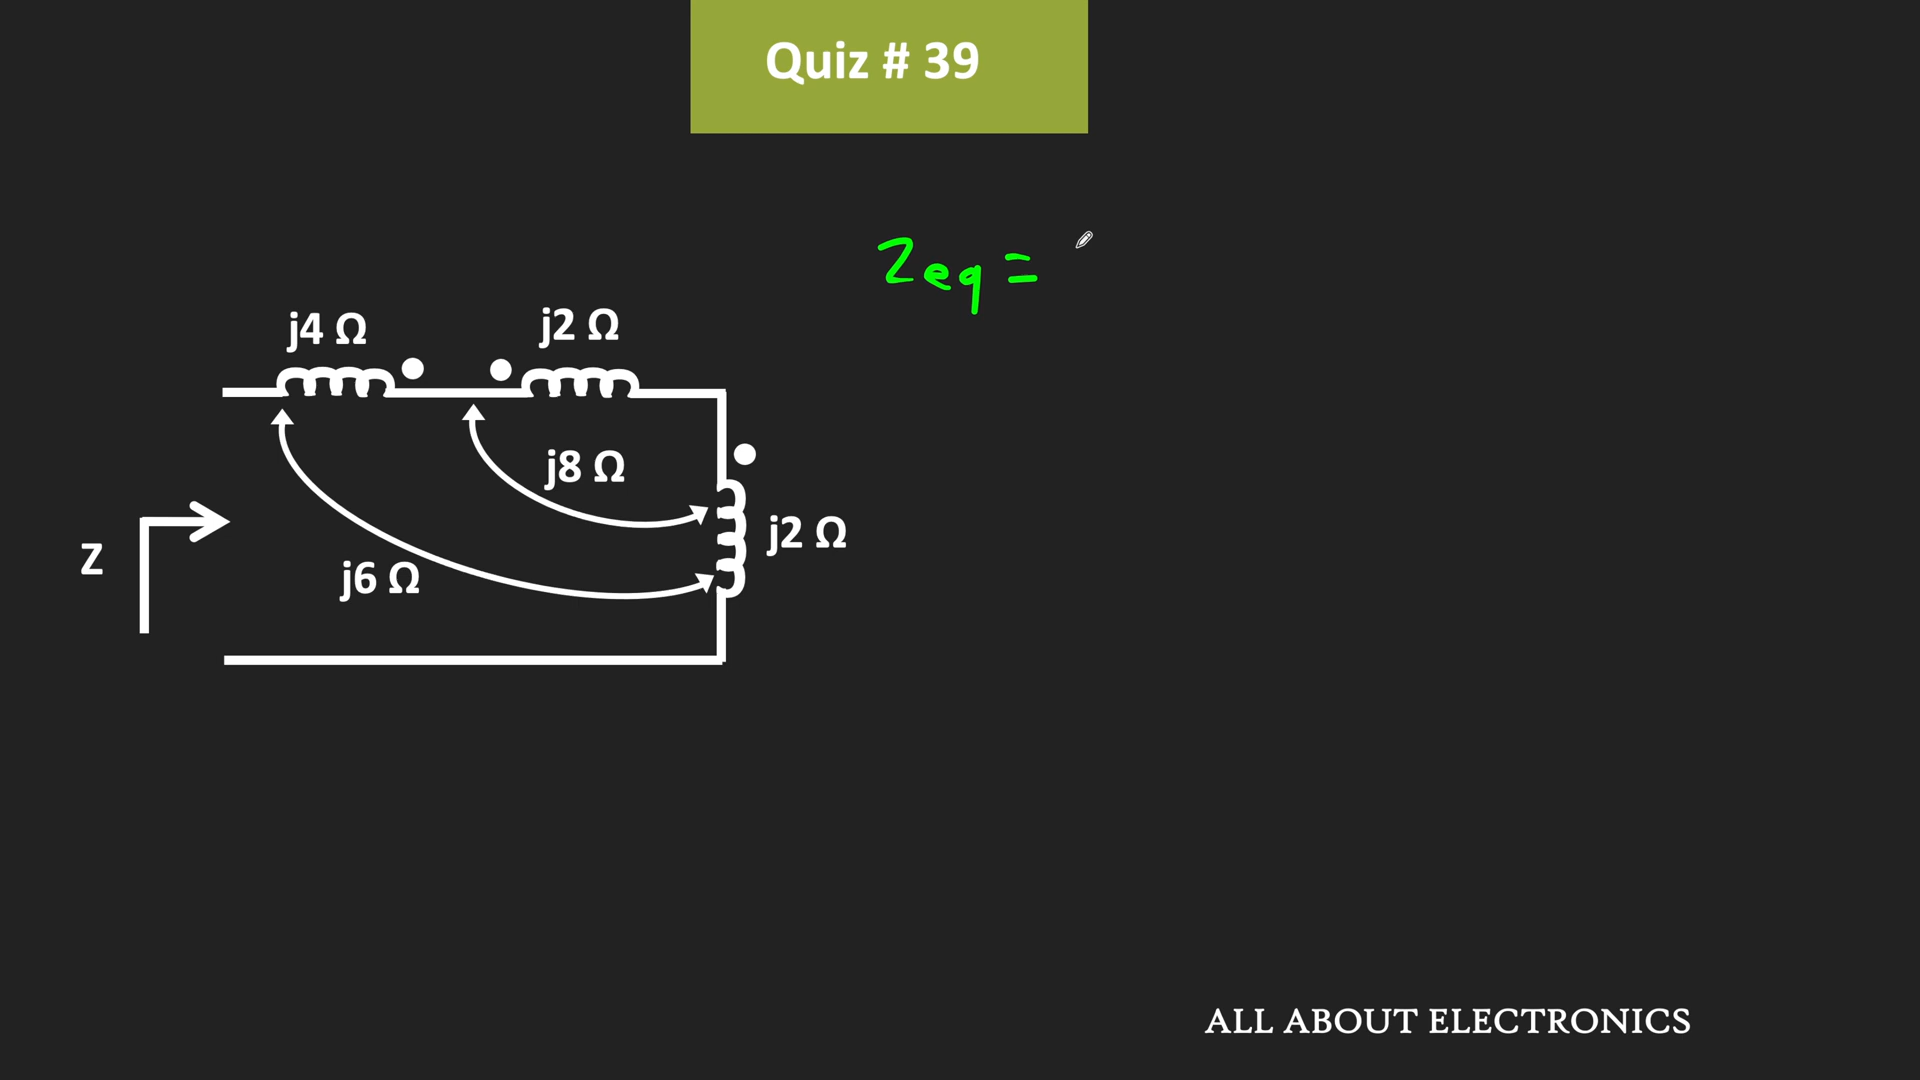 Quiz # 39
Zeq =
j4 Ω
j2 Ω
j8 Ω
j2 Ω
Z
j6 Ω
ALL ABOUT ELECTRONICS